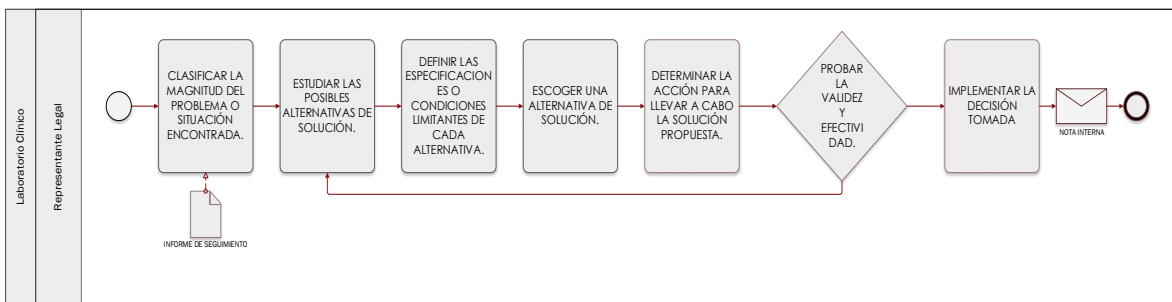 Laboratorio Clínico
Representante Legal
CLASIFICAR LA
MAGNITUD DEL
PROBLEMA O
SITUACIÓN
ENCONTRADA.
INFORME DE SEGUIMIENTO
ESTUDIAR LAS
POSIBLES
ALTERNATIVAS DE
SOLUCIÓN.
DEFINIR LAS
ESPECIFICACION
ES O
CONDICIONES
LIMITANTES DE
CADA
ALTERNATIVA.
ESCOGER UNA
ALTERNATIVA DE
SOLUCIÓN.
DETERMINAR LA
ACCIÓN PARA
LLEVAR A CABO
LA SOLUCIÓN
PROPUESTA.
PROBAR
LA
VALIDEZ
Y
EFECTIVI
DAD.
IMPLEMENTAR LA
DECISIÓN
TOMADA
NOTA INTERNA